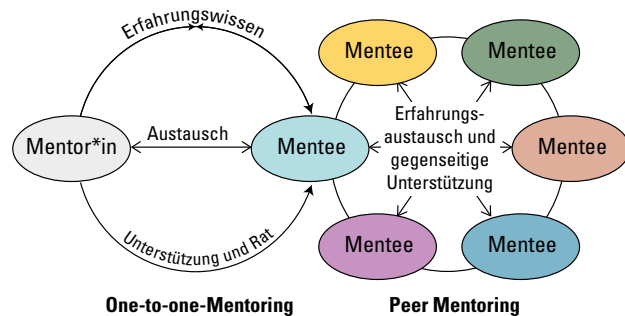 Erfahrungswissen
Mentor*in
Austausch
Unterstützung und Rat
Mentee
Mentee
Mentee
Erfahrungs-
austausch und
gegenseitige
Unterstützung
Mentee
Mentee
Mentee
One-to-one-Mentoring
Peer Mentoring